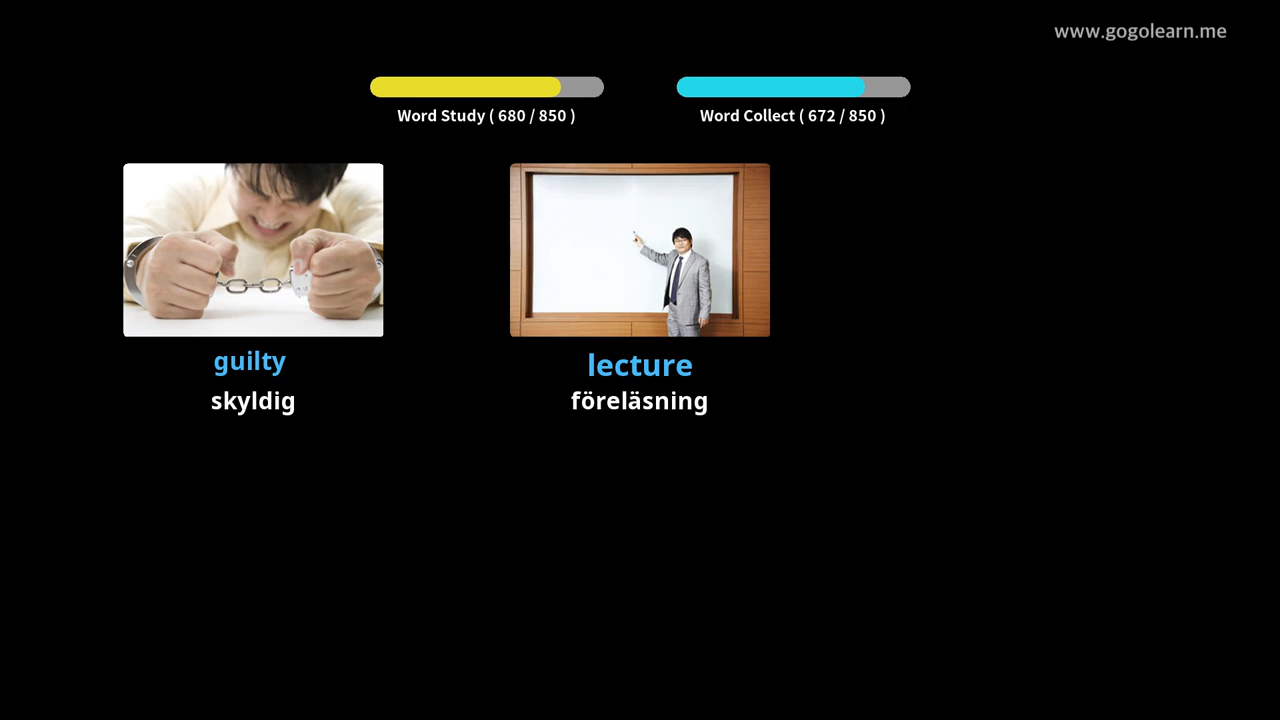 www.gogolearn.me
Word Study ( 680 / 850 )
Word Collect ( 672 / 850 )
guilty
skyldig
lecture
föreläsning